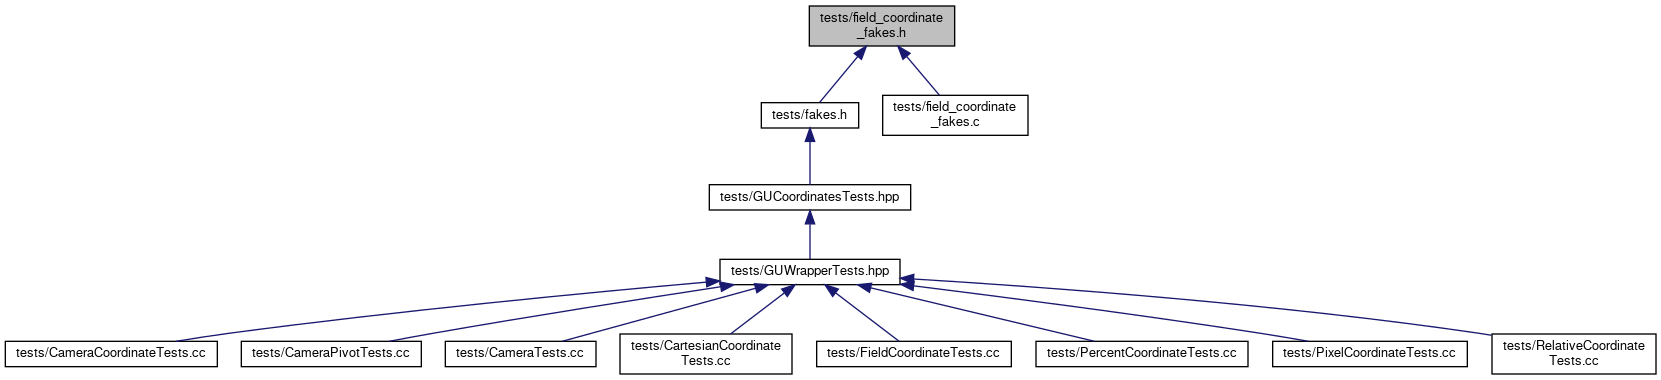 tests/field_coordinate
_fakes.h
tests/fakes.h
tests/field_coordinate
_fakes.c
tests/GUCoordinatesTests.hpp
tests/GUWrapperTests.hpp
tests/CameraCoordinateTests.cc
tests/CameraPivotTests.cc
tests/CameraTests.cc
tests/CartesianCoordinate
Tests.cc
tests/FieldCoordinateTests.cc
tests/PercentCoordinateTests.cc
tests/PixelCoordinateTests.cc
tests/RelativeCoordinate
Tests.cc